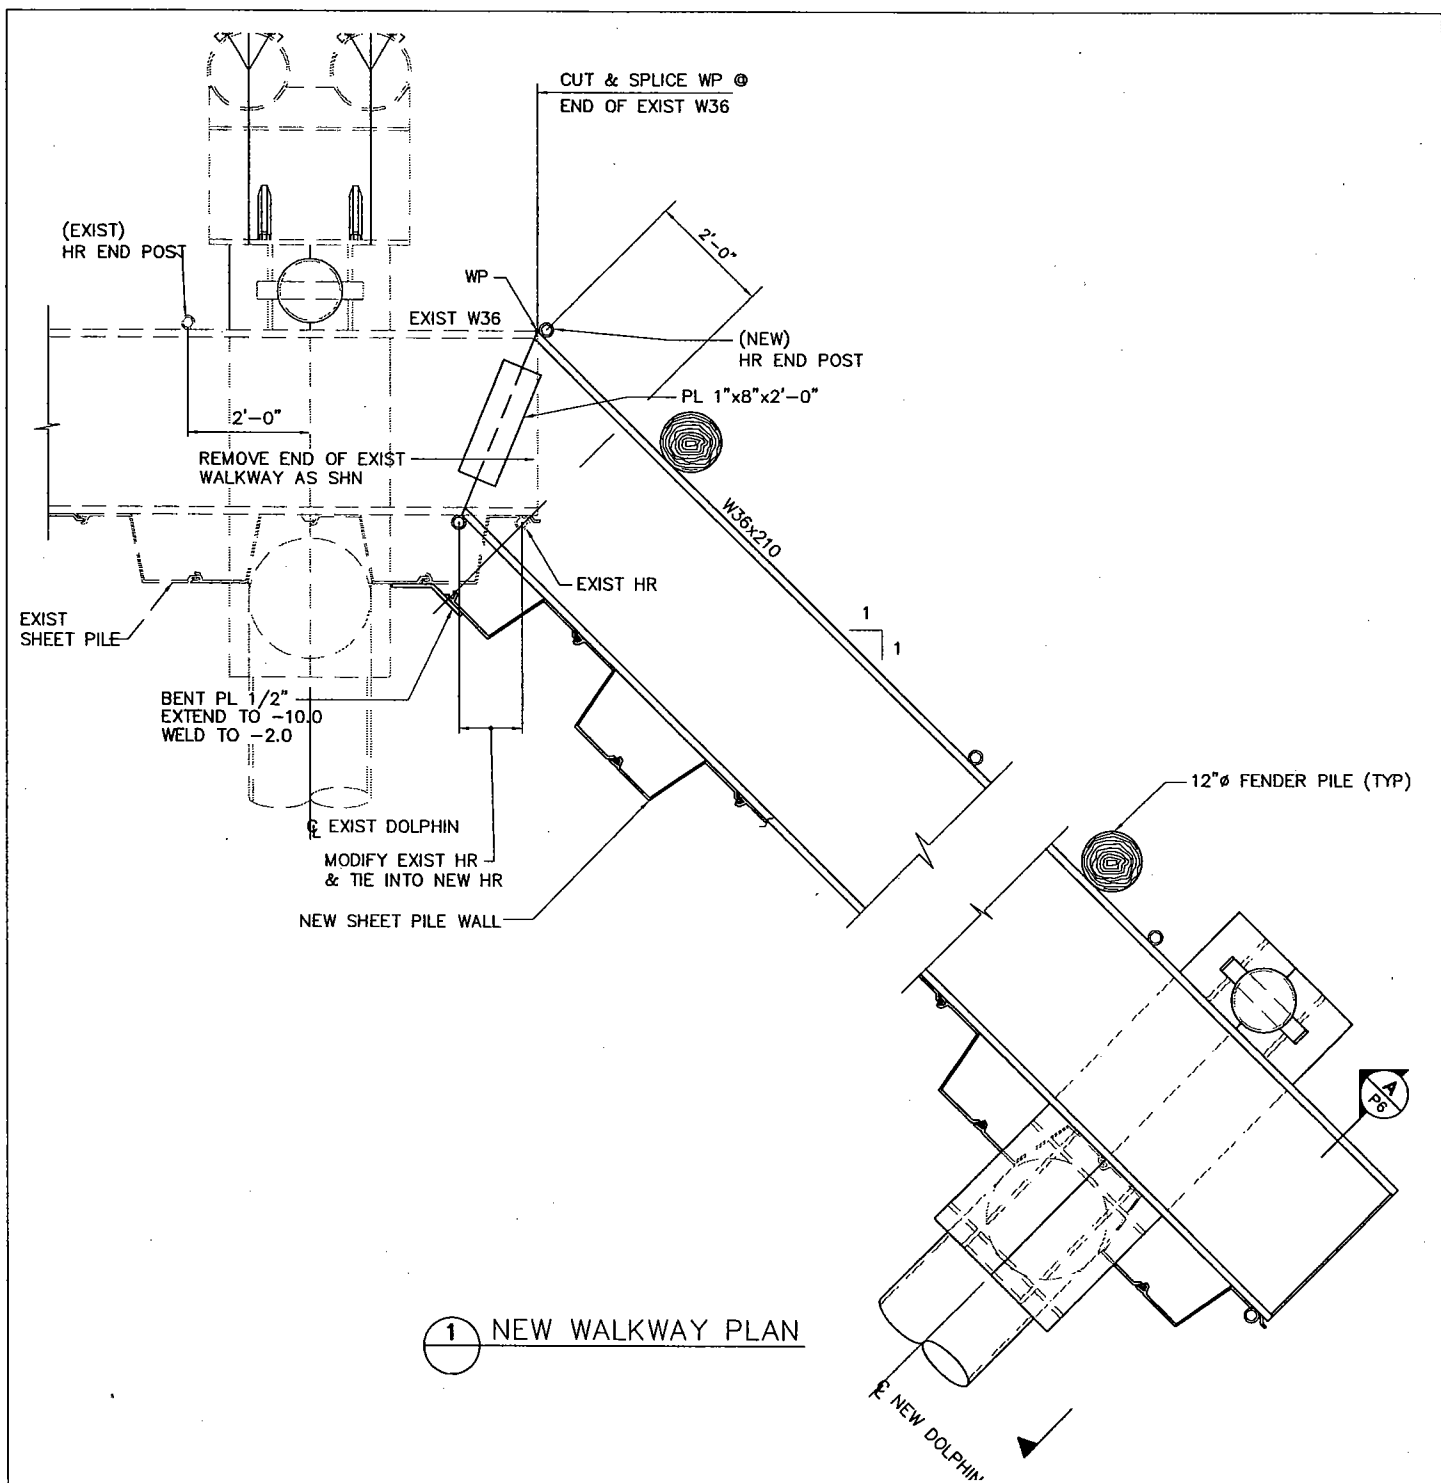 CUT & SPLICE WP @
END OF EXIST W36
(EXIST)
HR END POST
2'-0"
WP
EXIST W36
(NEW)
HR END POST
PL 1"x8"x2'-0"
2'-0"
REMOVE END OF EXIST
WALKWAY AS SHN
W36x210
EXIST HR
1
1
EXIST
SHEET PILE
BENT PL 1/2"
EXTEND TO -10.0
WELD TO -2.0
12"ø FENDER PILE (TYP)
℄ EXIST DOLPHIN
MODIFY EXIST HR
& TIE INTO NEW HR
NEW SHEET PILE WALL
A
P6
1 NEW WALKWAY PLAN
℄ NEW DOLPHIN